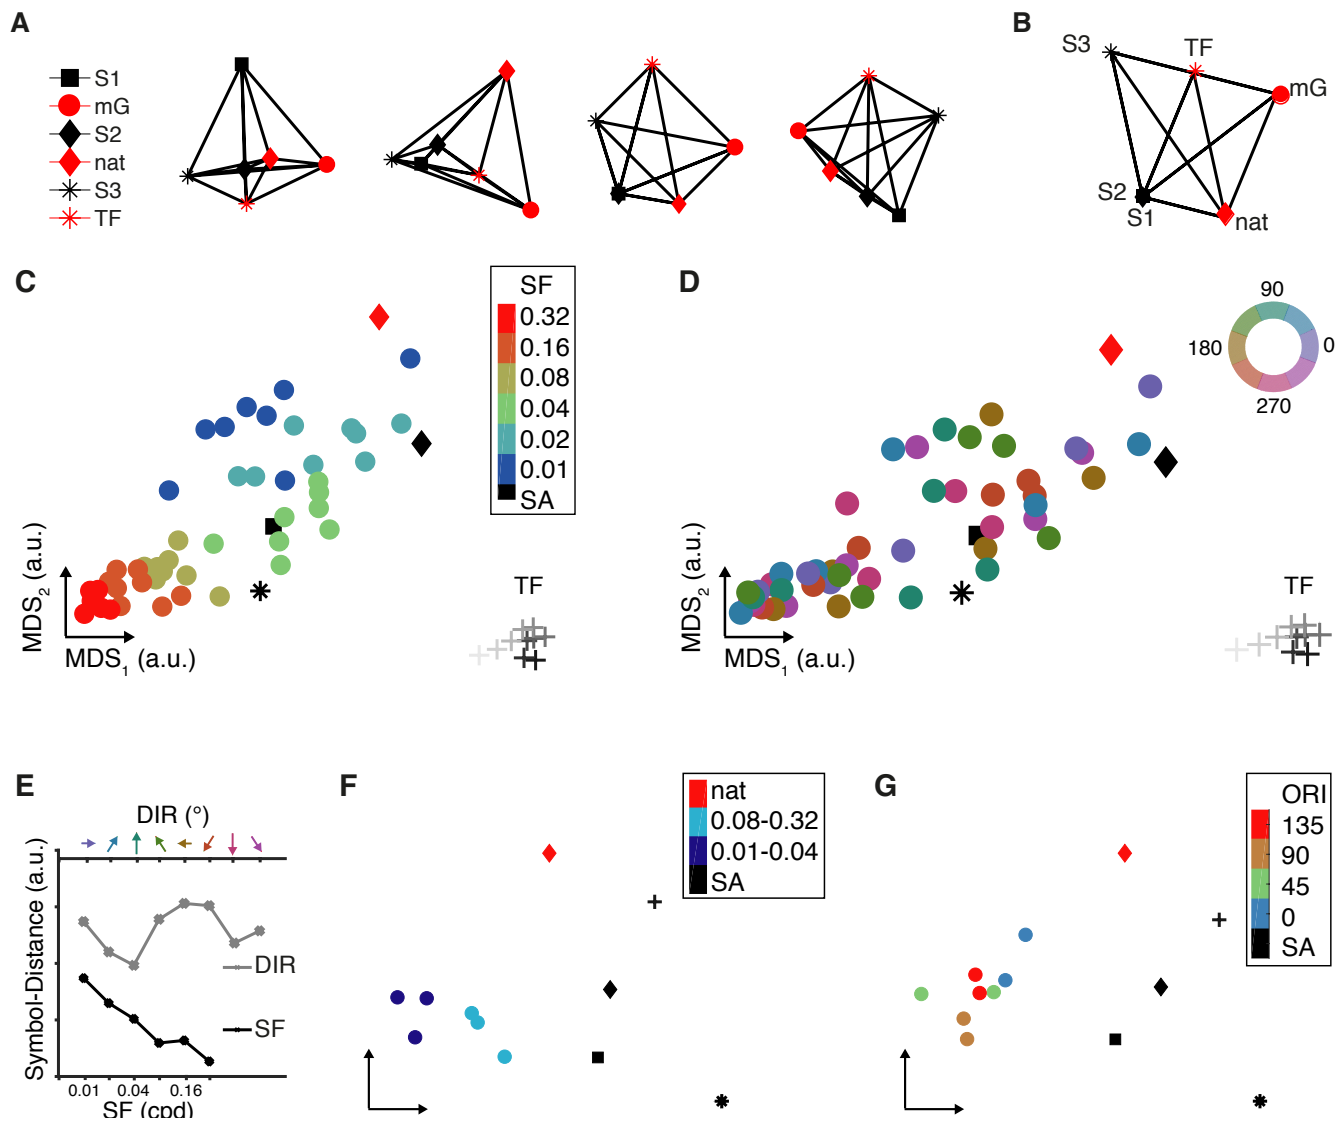 A
S1
mG
S2
nat
S3
TF
B
S3
TF
mG
S2
S1
nat
C
SF
0.32
0.16
0.08
0.04
0.02
0.01
SA
MDS2 (a.u.)
MDS1 (a.u.)
TF
D
90
180
0
270
MDS2 (a.u.)
MDS1 (a.u.)
TF
E
DIR (°)
Symbol-Distance (a.u.)
DIR
SF
0.01 0.04 0.16
SF (cpd)
F
nat
0.08-0.32
0.01-0.04
SA
G
ORI
135
90
45
0
SA